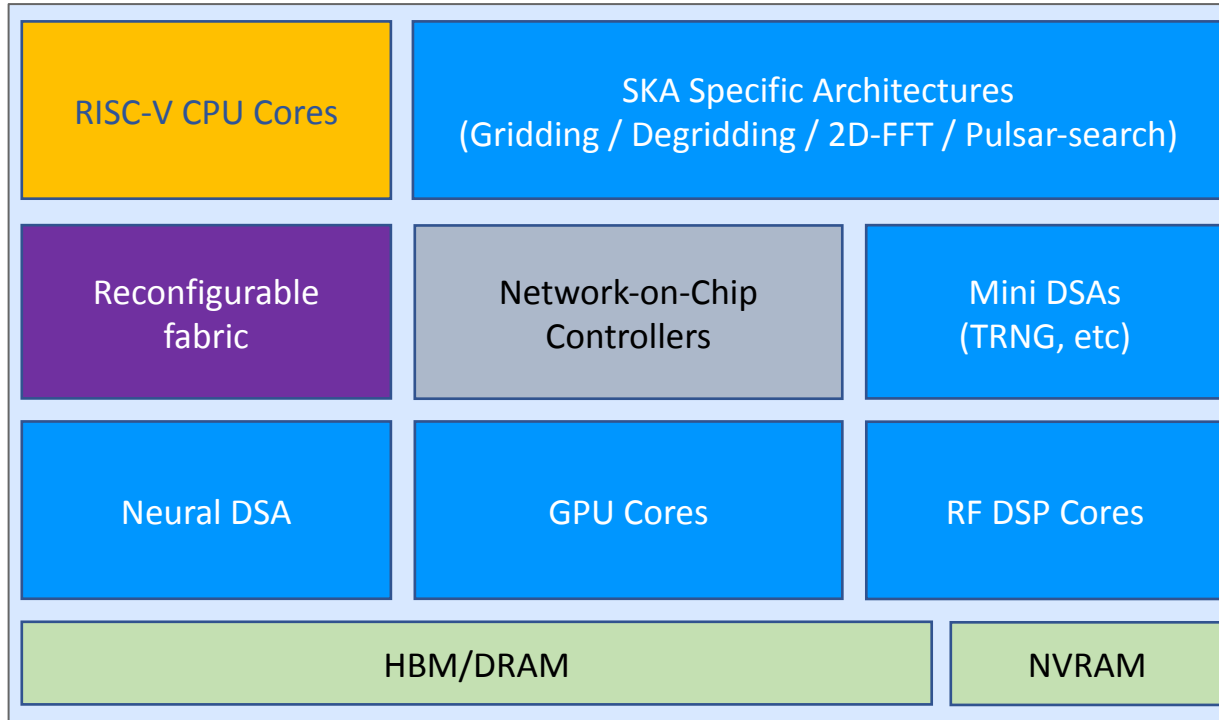 RISC-V CPU Cores
SKA Specific Architectures
(Gridding / Degridding / 2D-FFT / Pulsar-search)
Reconfigurable
fabric
Network-on-Chip
Controllers
Mini DSAs
(TRNG, etc)
Neural DSA
GPU Cores
RF DSP Cores
HBM/DRAM
NVRAM